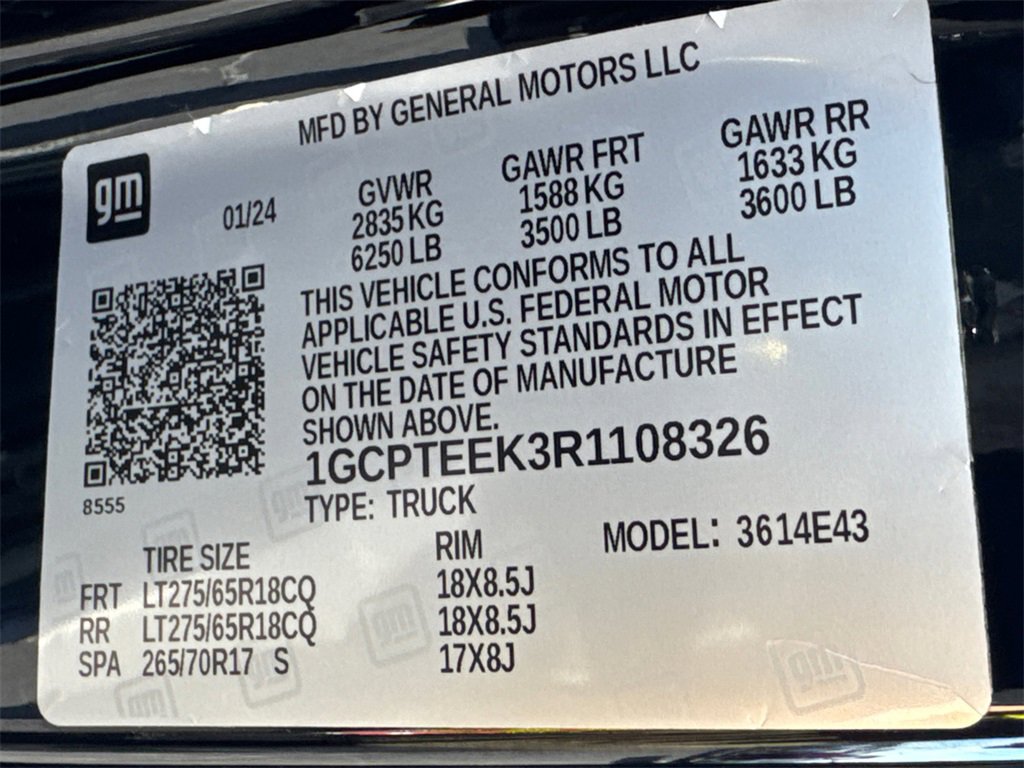 MFD BY GENERAL MOTORS LLC
gm
01/24
GVWR
2835 KG
6250 LB
GAWR FRT
1588 KG
3500 LB
GAWR RR
1633 KG
3600 LB
THIS VEHICLE CONFORMS TO ALL
APPLICABLE U.S. FEDERAL MOTOR
VEHICLE SAFETY STANDARDS IN EFFECT
ON THE DATE OF MANUFACTURE
SHOWN ABOVE.
1GCPTEEK3R1108326
8555
TYPE: TRUCK
MODEL: 3614E43
TIRE SIZE RIM
FRT LT275/65R18CQ 18X8.5J
RR LT275/65R18CQ 18X8.5J
SPA 265/70R17 S 17X8J